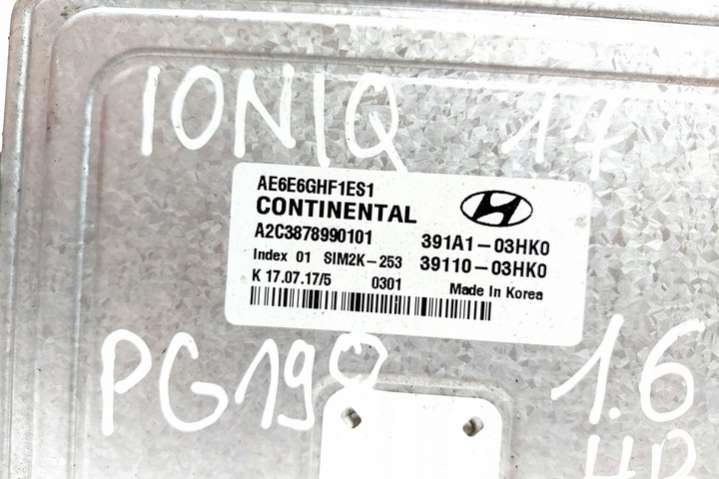 IONIQ 17
AE6E6GHF1ES1
CONTINENTAL
A2C3878990101 391A1-03HK0
Index 01 SIM2K-253 39110-03HK0
K 17.07.17/5 0301 Made In Korea
PG190 1.6